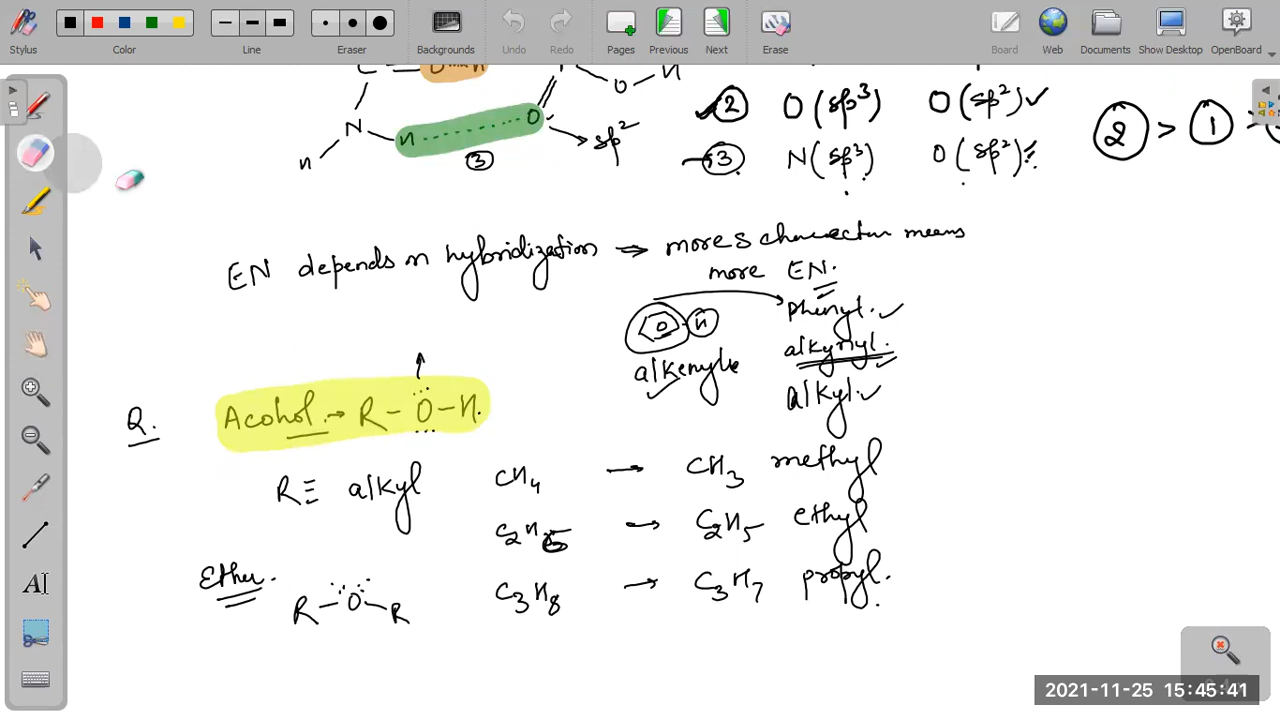 Stylus Color Line Eraser Backgrounds Undo Redo Pages Previous Next Erase Board Web Documents Show Desktop OpenBoard
O H
O H
N
H
H O
sp²
3
2 O (sp³) O (sp²) ✓
3 N (sp³) O (sp²)
2 > 1
EN depends on hybridization → more s character means
more EN.
H
phenyl. ✓
alkenyl
alkynyl. ✓
alkyl ✓
Q.
Acohol. → R – O – H.
R ≡ alkyl
CH4 → CH3 methyl
C2H6 → C2H5 ethyl
Ether.
R – O – R
C3H8 → C3H7 propyl.
2021-11-25 15:45:41